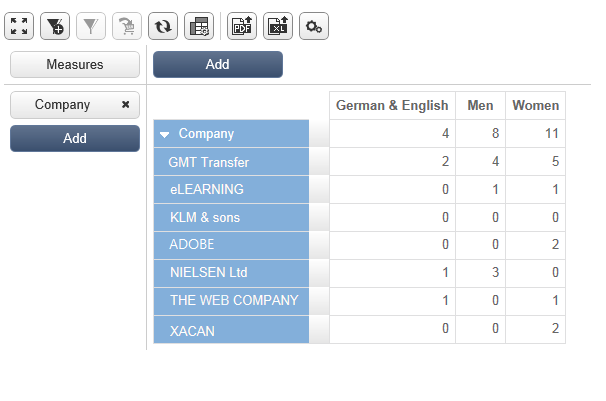 PDF XL
Measures Add
Company ×
Add
German & English Men Women
Company 4 8 11
GMT Transfer 2 4 5
eLEARNING 0 1 1
KLM & sons 0 0 0
ADOBE 0 0 2
NIELSEN Ltd 1 3 0
THE WEB COMPANY 1 0 1
XACAN 0 0 2